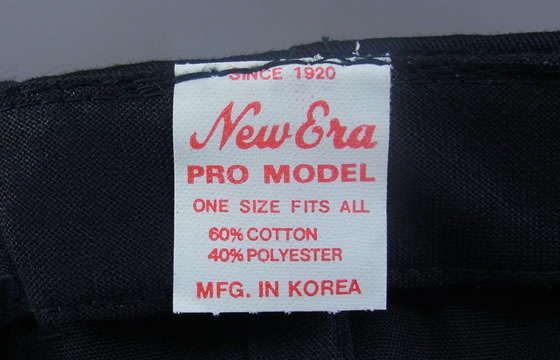 SINCE 1920
New Era
PRO MODEL
ONE SIZE FITS ALL
60% COTTON
40% POLYESTER
MFG. IN KOREA